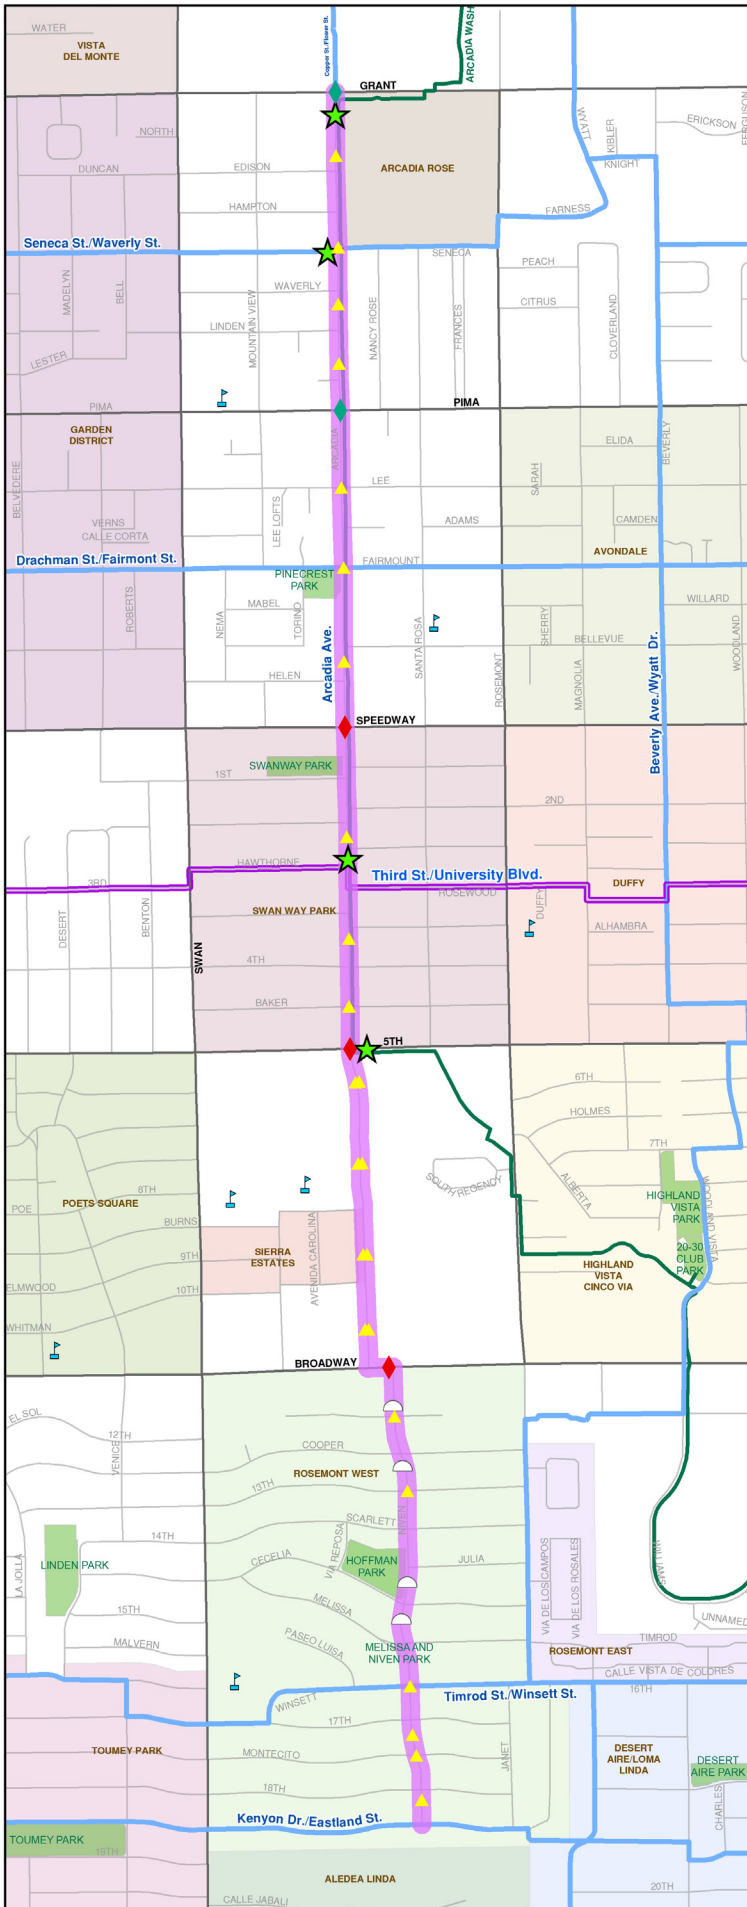 WATER
VISTA
DEL MONTE
Copper St./Flower St.
ARCADIA WASH
GRANT
WYATT
KIBLER
ERICKSON
FERGUSON
NORTH
DUNCAN
EDISON
ARCADIA ROSE
KNIGHT
HAMPTON
FARNESS
Seneca St./Waverly St.
SENECA
PEACH
MADELYN
BELL
WAVERLY
CITRUS
MOUNTAIN VIEW
LINDEN
NANCY ROSE
FRANCES
CLOVERLAND
LESTER
PIMA
PIMA
GARDEN
DISTRICT
ARCADIA
ELIDA
BEVERLY
BELVEDERE
LEE
SARAH
LEE LOFTS
ADAMS
CAMDEN
VERNS
CALLE CORTA
AVONDALE
Drachman St./Fairmont St.
FAIRMOUNT
PINECREST
PARK
ROBERTS
NEMA
MABEL
TORINO
WILLARD
SANTA ROSA
SHERRY
BELLEVUE
WOODLAND
Arcadia Ave.
HELEN
ROSEMONT
MAGNOLIA
Beverly Ave./Wyatt Dr.
SPEEDWAY
SWANWAY PARK
1ST
2ND
HAWTHORNE
3RD
Third St./University Blvd.
ROSEWOOD
DUFFY
DUFFY
DESERT
BENTON
SWAN WAY PARK
ALHAMBRA
SWAN
4TH
BAKER
5TH
6TH
HOLMES
7TH
SOUTH REGENCY
ALBERTA
8TH
POETS SQUARE
POE
BURNS
HIGHLAND
VISTA
PARK
WOODLAND VISTA
9TH
SIERRA
ESTATES
AVENIDA CAROLINA
20-30
CLUB
PARK
HIGHLAND
VISTA
CINCO VIA
ELMWOOD
10TH
WHITMAN
BROADWAY
EL SOL
12TH
VENICE
COOPER
ROSEMONT WEST
13TH
NIVEN
SCARLETT
14TH
VIA REPOSA
LA JOLLA
LINDEN PARK
CECELIA
HOFFMAN
PARK
JULIA
VIA DE LOS CAMPOS
VIA DE LOS ROSALES
WILLIAMS
15TH
MELISSA
UNNAMED
MALVERN
PASEO LUISA
MELISSA AND
NIVEN PARK
TIMROD
ROSEMONT EAST
CALLE VISTA DE COLORES
WINSETT
Timrod St./Winsett St.
16TH
17TH
TOUMEY PARK
MONTECITO
JANET
DESERT
AIRE/LOMA
LINDA
DESERT
AIRE PARK
18TH
CHARLES
Kenyon Dr./Eastland St.
TOUMEY PARK
19TH
ALEDEA LINDA
20TH
CALLE JABALI